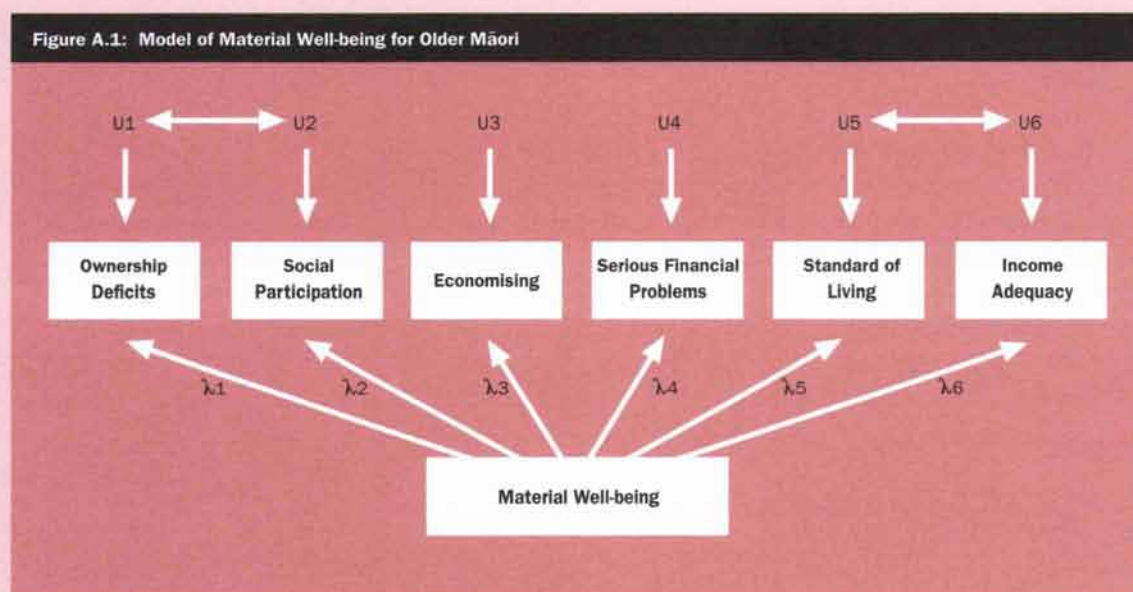 Figure A.1: Model of Material Well-being for Older Māori
U1 U2 U3 U4 U5 U6
Ownership
Deficits
Social
Participation
Economising
Serious Financial
Problems
Standard of
Living
Income
Adequacy
λ1 λ2 λ3 λ4 λ5 λ6
Material Well-being